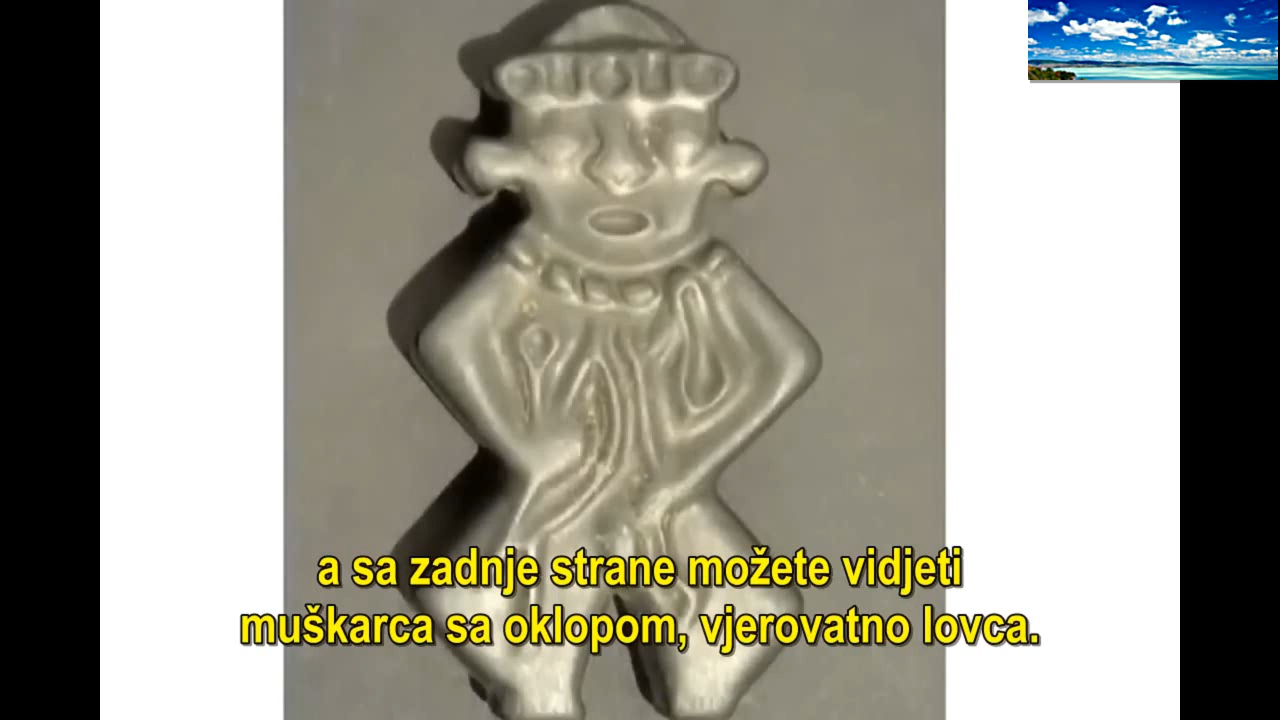 a sa zadnje strane možete vidjeti
muškarca sa oklopom, vjerovatno lovca.